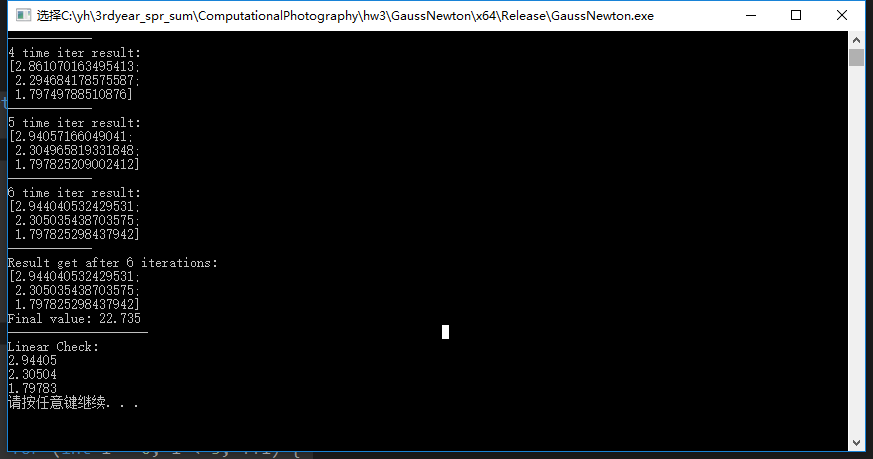 选择C:\yh\3rdyear_spr_sum\ComputationalPhotography\hw3\GaussNewton\x64\Release\GaussNewton.exe
4 time iter result:
[2.861070163495413;
2.294684178575587;
1.79749788510876]
5 time iter result:
[2.94057166049041;
2.304965819331848;
1.797825209002412]
6 time iter result:
[2.944040532429531;
2.305035438703575;
1.797825298437942]
Result get after 6 iterations:
[2.944040532429531;
2.305035438703575;
1.797825298437942]
Final value: 22.735
Linear Check:
2.94405
2.30504
1.79783
请按任意键继续. . .